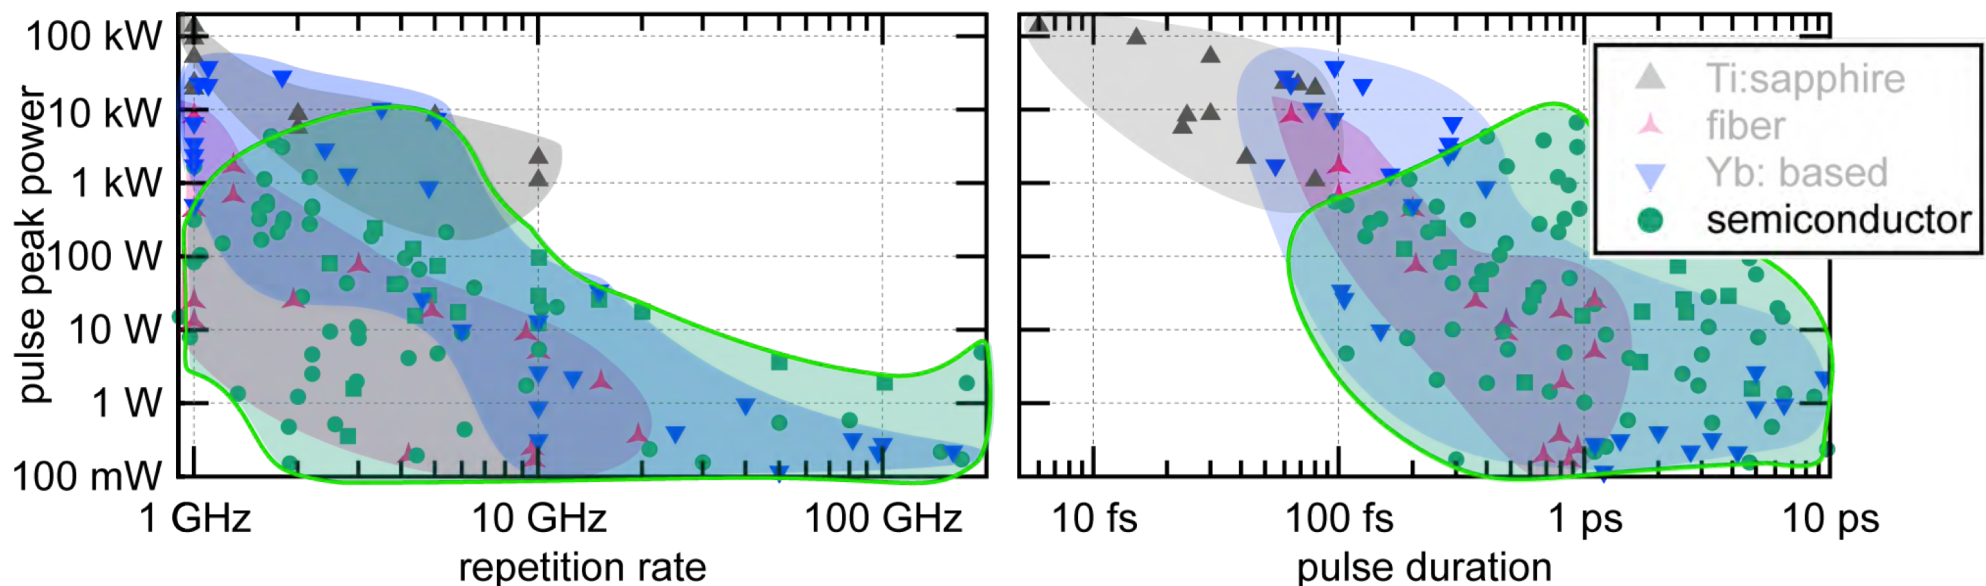 pulse peak power
100 kW
10 kW
1 kW
100 W
10 W
1 W
100 mW
1 GHz
10 GHz
100 GHz
repetition rate
10 fs
100 fs
1 ps
10 ps
pulse duration
Ti:sapphire
fiber
Yb: based
semiconductor